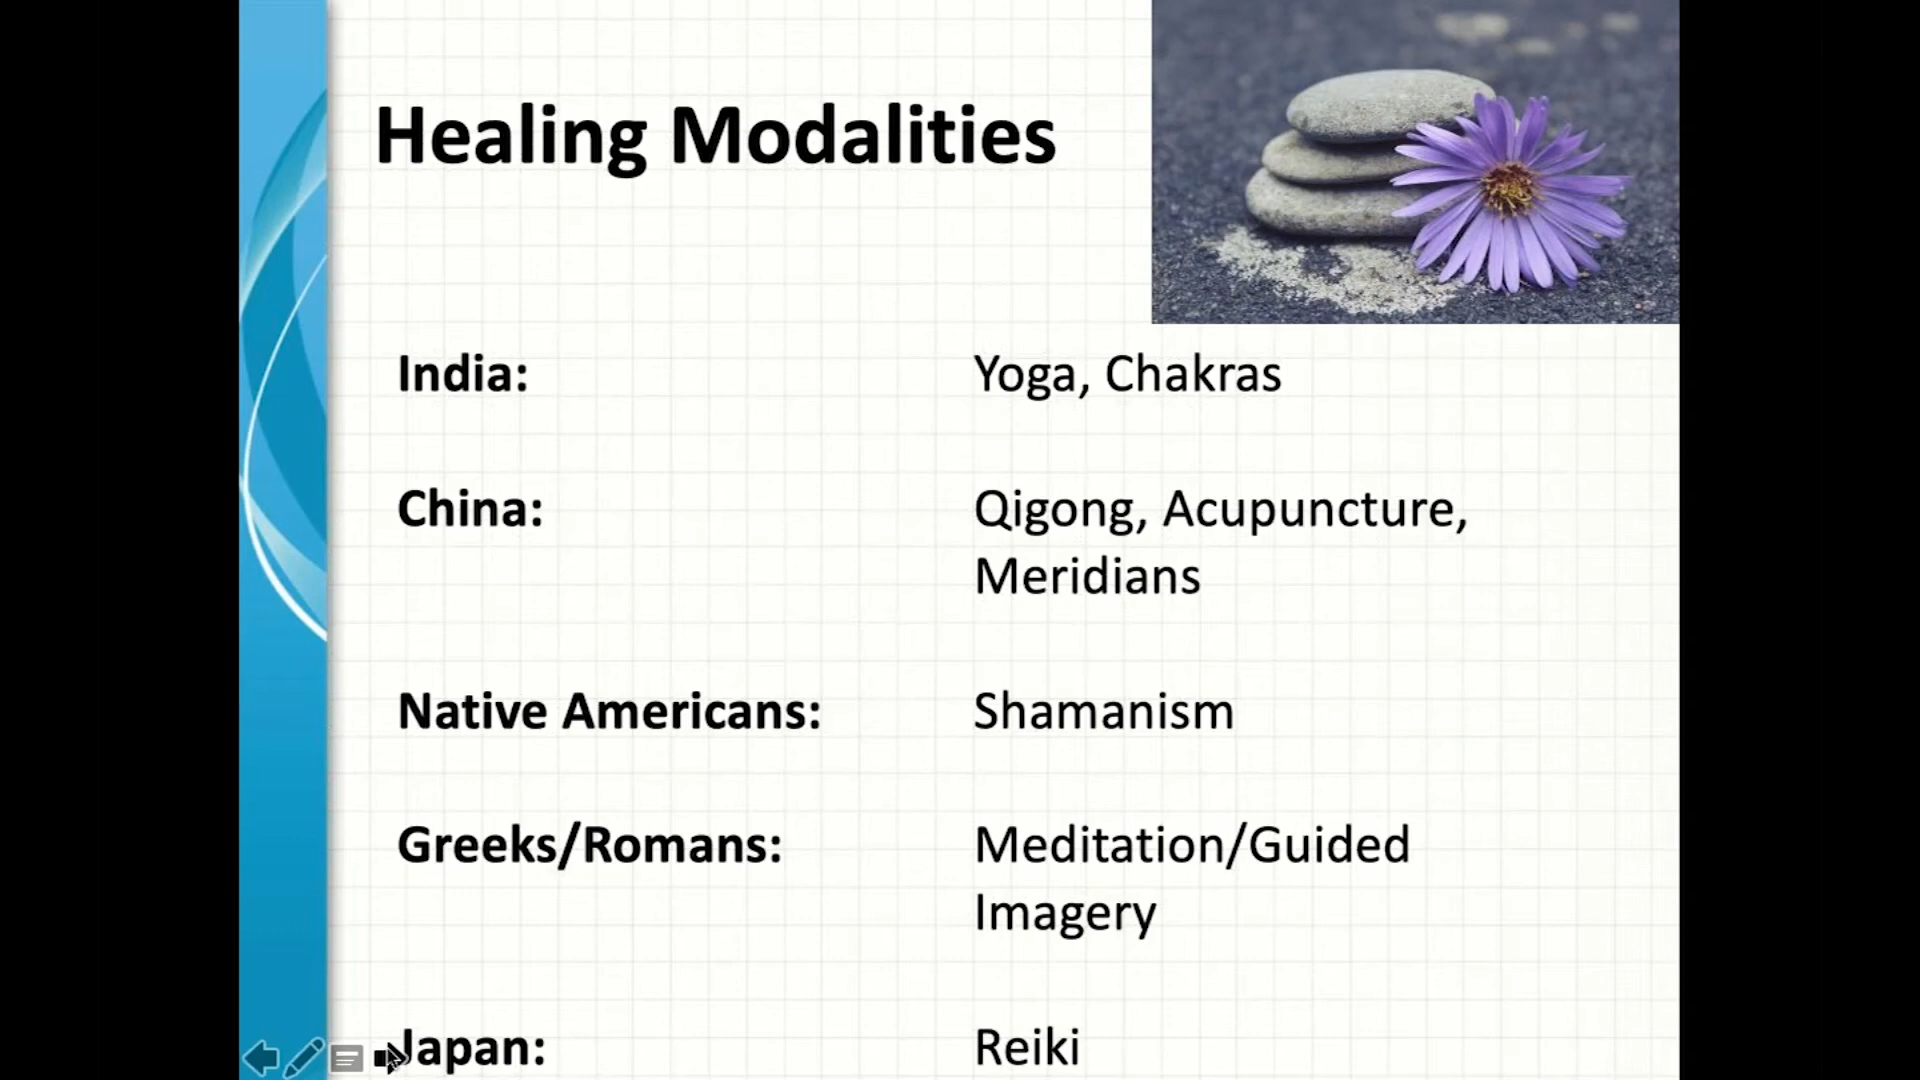 Healing Modalities
India: Yoga, Chakras
China: Qigong, Acupuncture,
Meridians
Native Americans: Shamanism
Greeks/Romans: Meditation/Guided
Imagery
Japan: Reiki